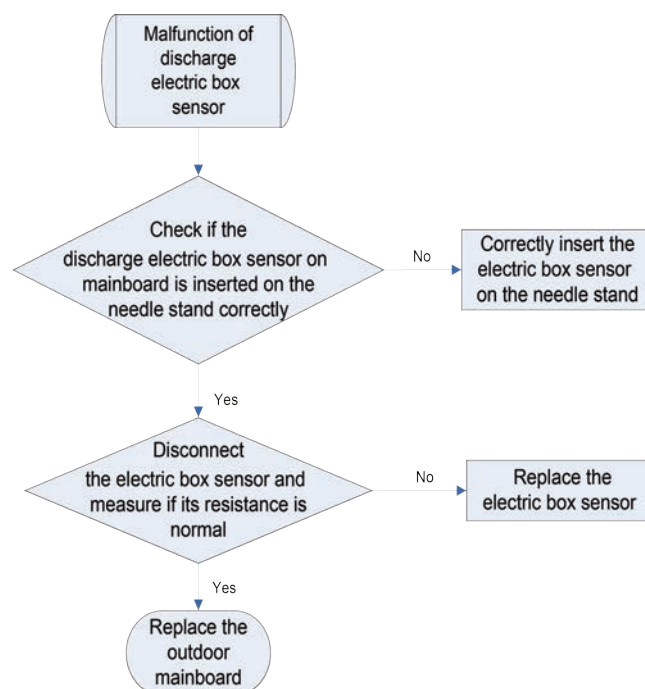 Malfunction of
discharge
electric box
sensor
Check if the
discharge electric box sensor on
mainboard is inserted on the
needle stand correctly
No
Correctly insert the
electric box sensor
on the needle stand
Yes
Disconnect
the electric box sensor and
measure if its resistance is
normal
No
Replace the
electric box sensor
Yes
Replace the
outdoor
mainboard